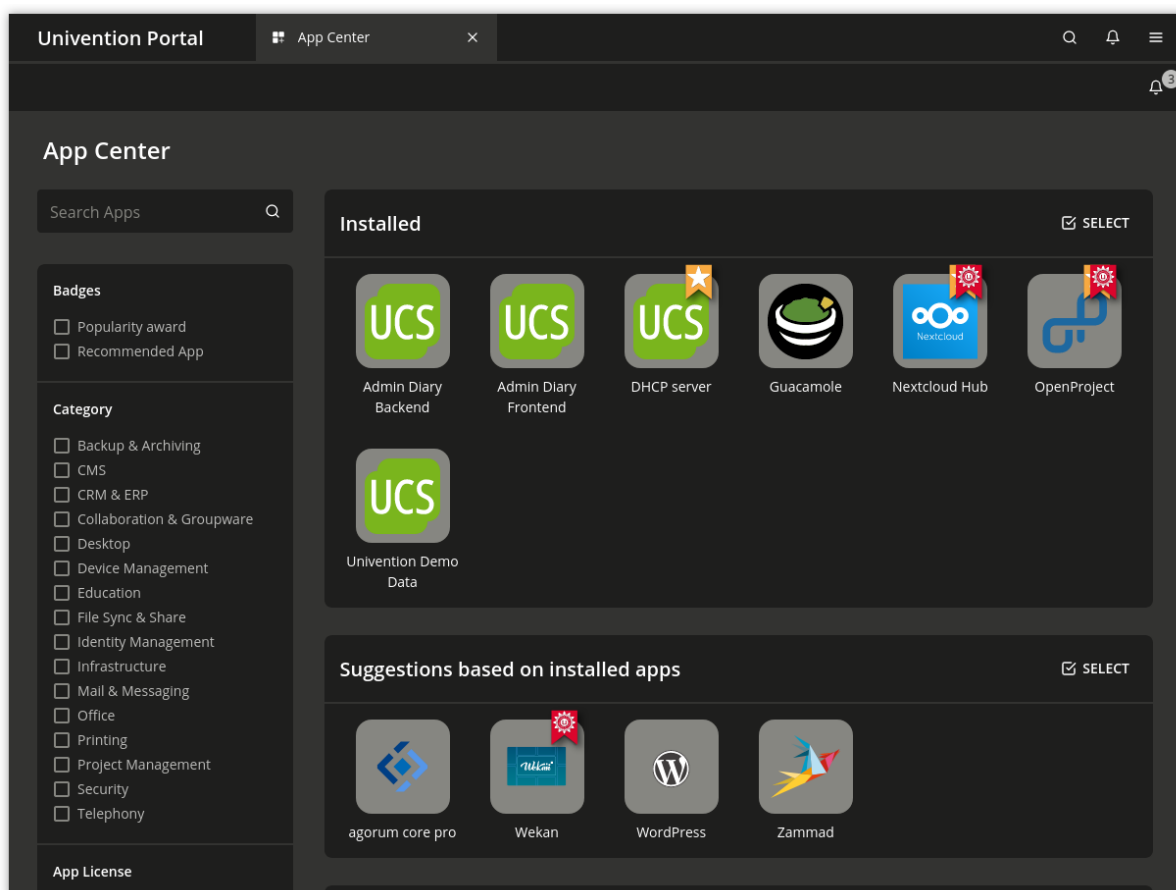 Univention Portal
App Center
3
App Center
Search Apps
Badges
Popularity award
Recommended App
Category
Backup & Archiving
CMS
CRM & ERP
Collaboration & Groupware
Desktop
Device Management
Education
File Sync & Share
Identity Management
Infrastructure
Mail & Messaging
Office
Printing
Project Management
Security
Telephony
App License
Installed
SELECT
UCS
UCS
UCS
Nextcloud
Admin Diary
Backend
Admin Diary
Frontend
DHCP server
Guacamole
Nextcloud Hub
OpenProject
UCS
Univention Demo
Data
Suggestions based on installed apps
SELECT
Wekan
W
agorum core pro
Wekan
WordPress
Zammad